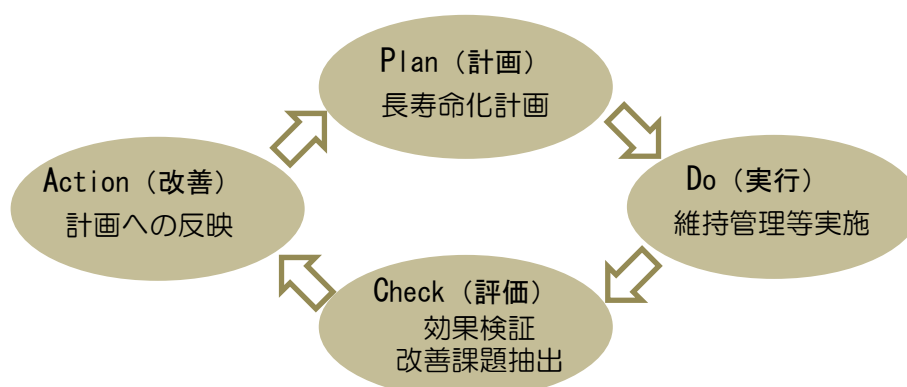 Plan（計画）
長寿命化計画
Do（実行）
維持管理等実施
Check（評価）
効果検証
改善課題抽出
Action（改善）
計画への反映